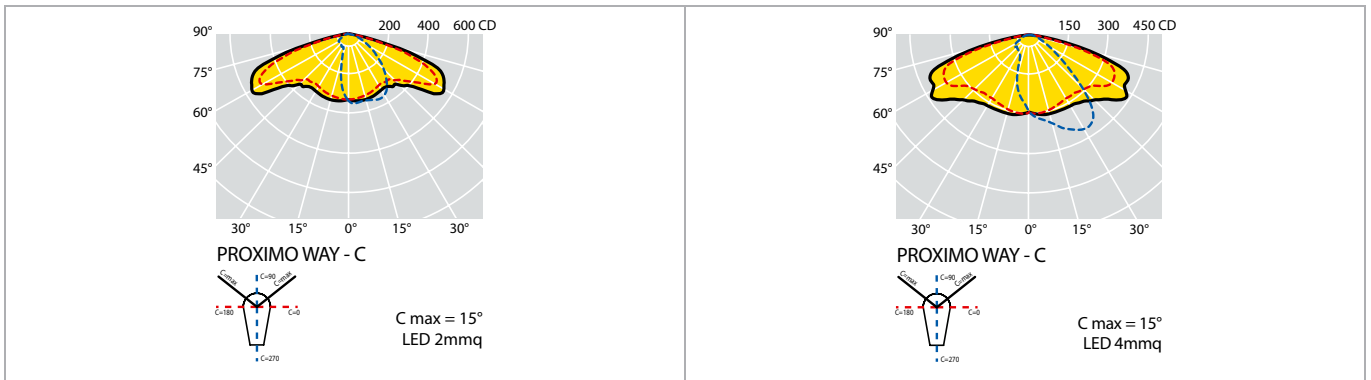 200 400 600 CD
90°
75°
60°
45°
30° 15° 0° 15° 30°
PROXIMO WAY - C
C=max C=90 C=max
C=180 C=0
C=270
C max = 15°
LED 2mmq
150 300 450 CD
90°
75°
60°
45°
30° 15° 0° 15° 30°
PROXIMO WAY - C
C=max C=90 C=max
C=180 C=0
C=270
C max = 15°
LED 4mmq